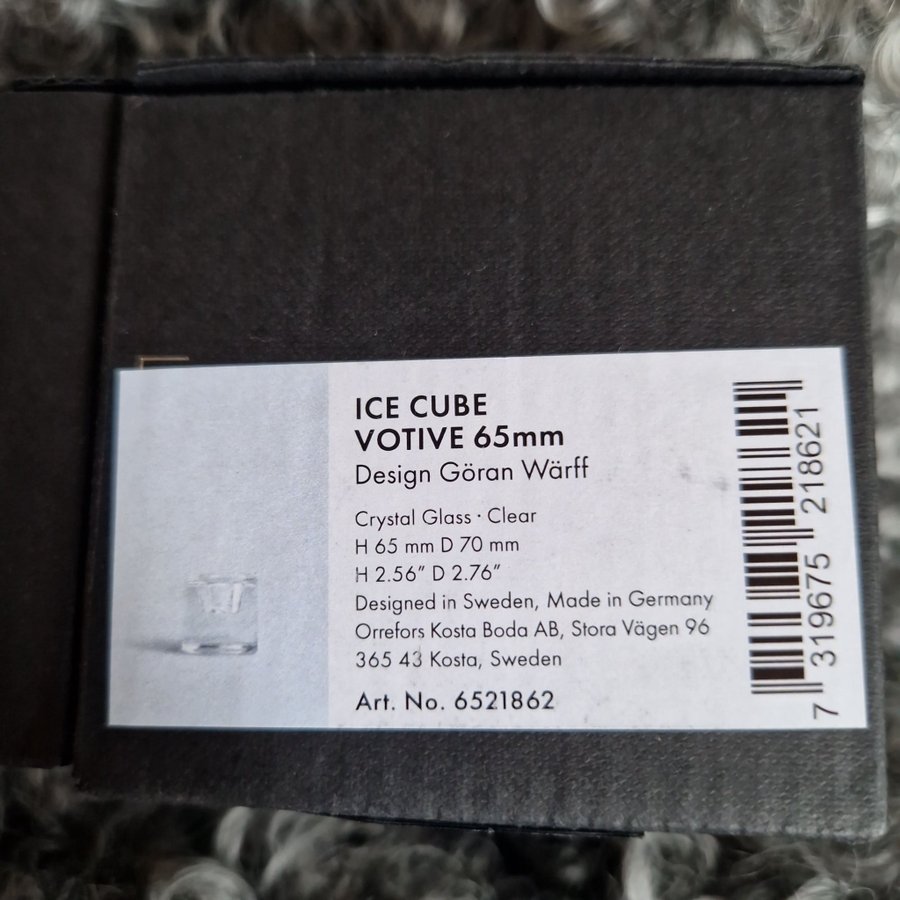 ICE CUBE
VOTIVE 65mm
Design Göran Wärff
Crystal Glass · Clear
H 65 mm D 70 mm
H 2.56” D 2.76”
Designed in Sweden, Made in Germany
Orrefors Kosta Boda AB, Stora Vägen 96
365 43 Kosta, Sweden
Art. No. 6521862
7 319675 218621